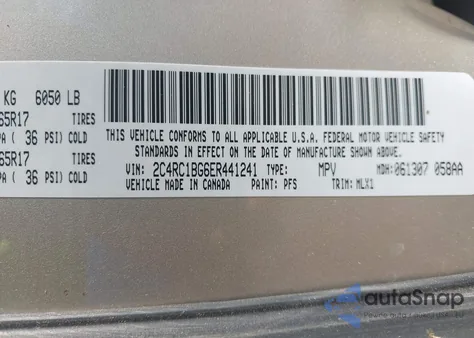 KG 6050 LB
65R17 TIRES
PA ( 36 PSI) COLD
65R17 TIRES
PA ( 36 PSI) COLD
THIS VEHICLE CONFORMS TO ALL APPLICABLE U.S.A. FEDERAL MOTOR VEHICLE SAFETY
STANDARDS IN EFFECT ON THE DATE OF MANUFACTURE SHOWN ABOVE.
VIN: 2C4RC1BG6ER441241 TYPE: MPV MDH: 061307 058AA
VEHICLE MADE IN CANADA PAINT: PFS TRIM: MLX1
autoSnap